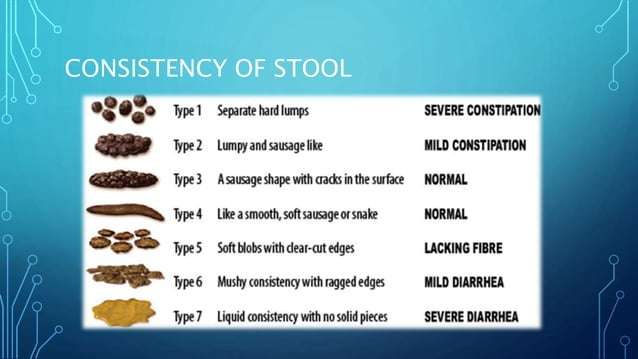 CONSISTENCY OF STOOL
Type 1 Separate hard lumps SEVERE CONSTIPATION
Type 2 Lumpy and sausage like MILD CONSTIPATION
Type 3 A sausage shape with cracks in the surface NORMAL
Type 4 Like a smooth, soft sausage or snake NORMAL
Type 5 Soft blobs with clear-cut edges LACKING FIBRE
Type 6 Mushy consistency with ragged edges MILD DIARRHEA
Type 7 Liquid consistency with no solid pieces SEVERE DIARRHEA